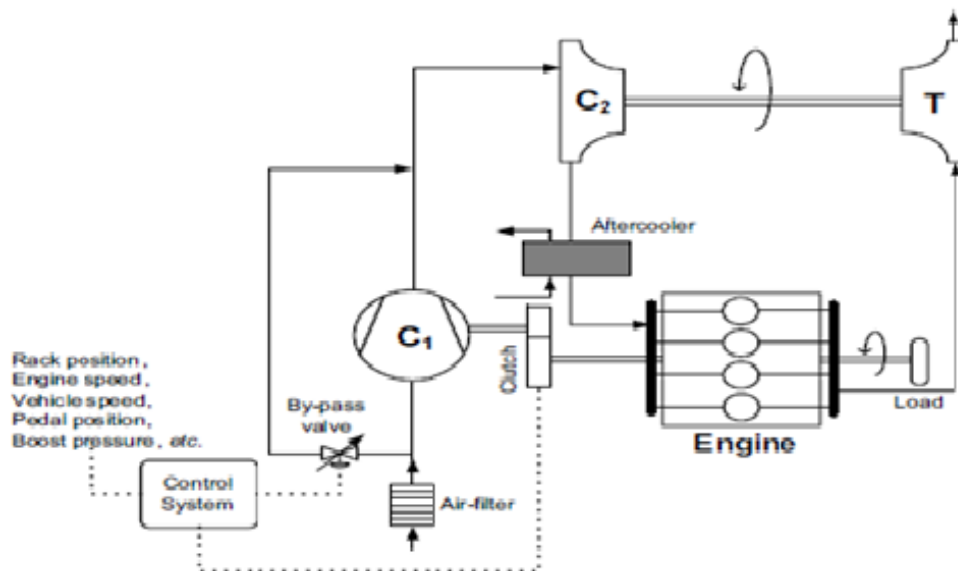 C₂
T
Aftercooler
C₁
Clutch
Rack position,
Engine speed,
Vehicle speed,
Pedal position,
Boost pressure, etc.
By-pass
valve
Load
Engine
Control
System
Air-filter